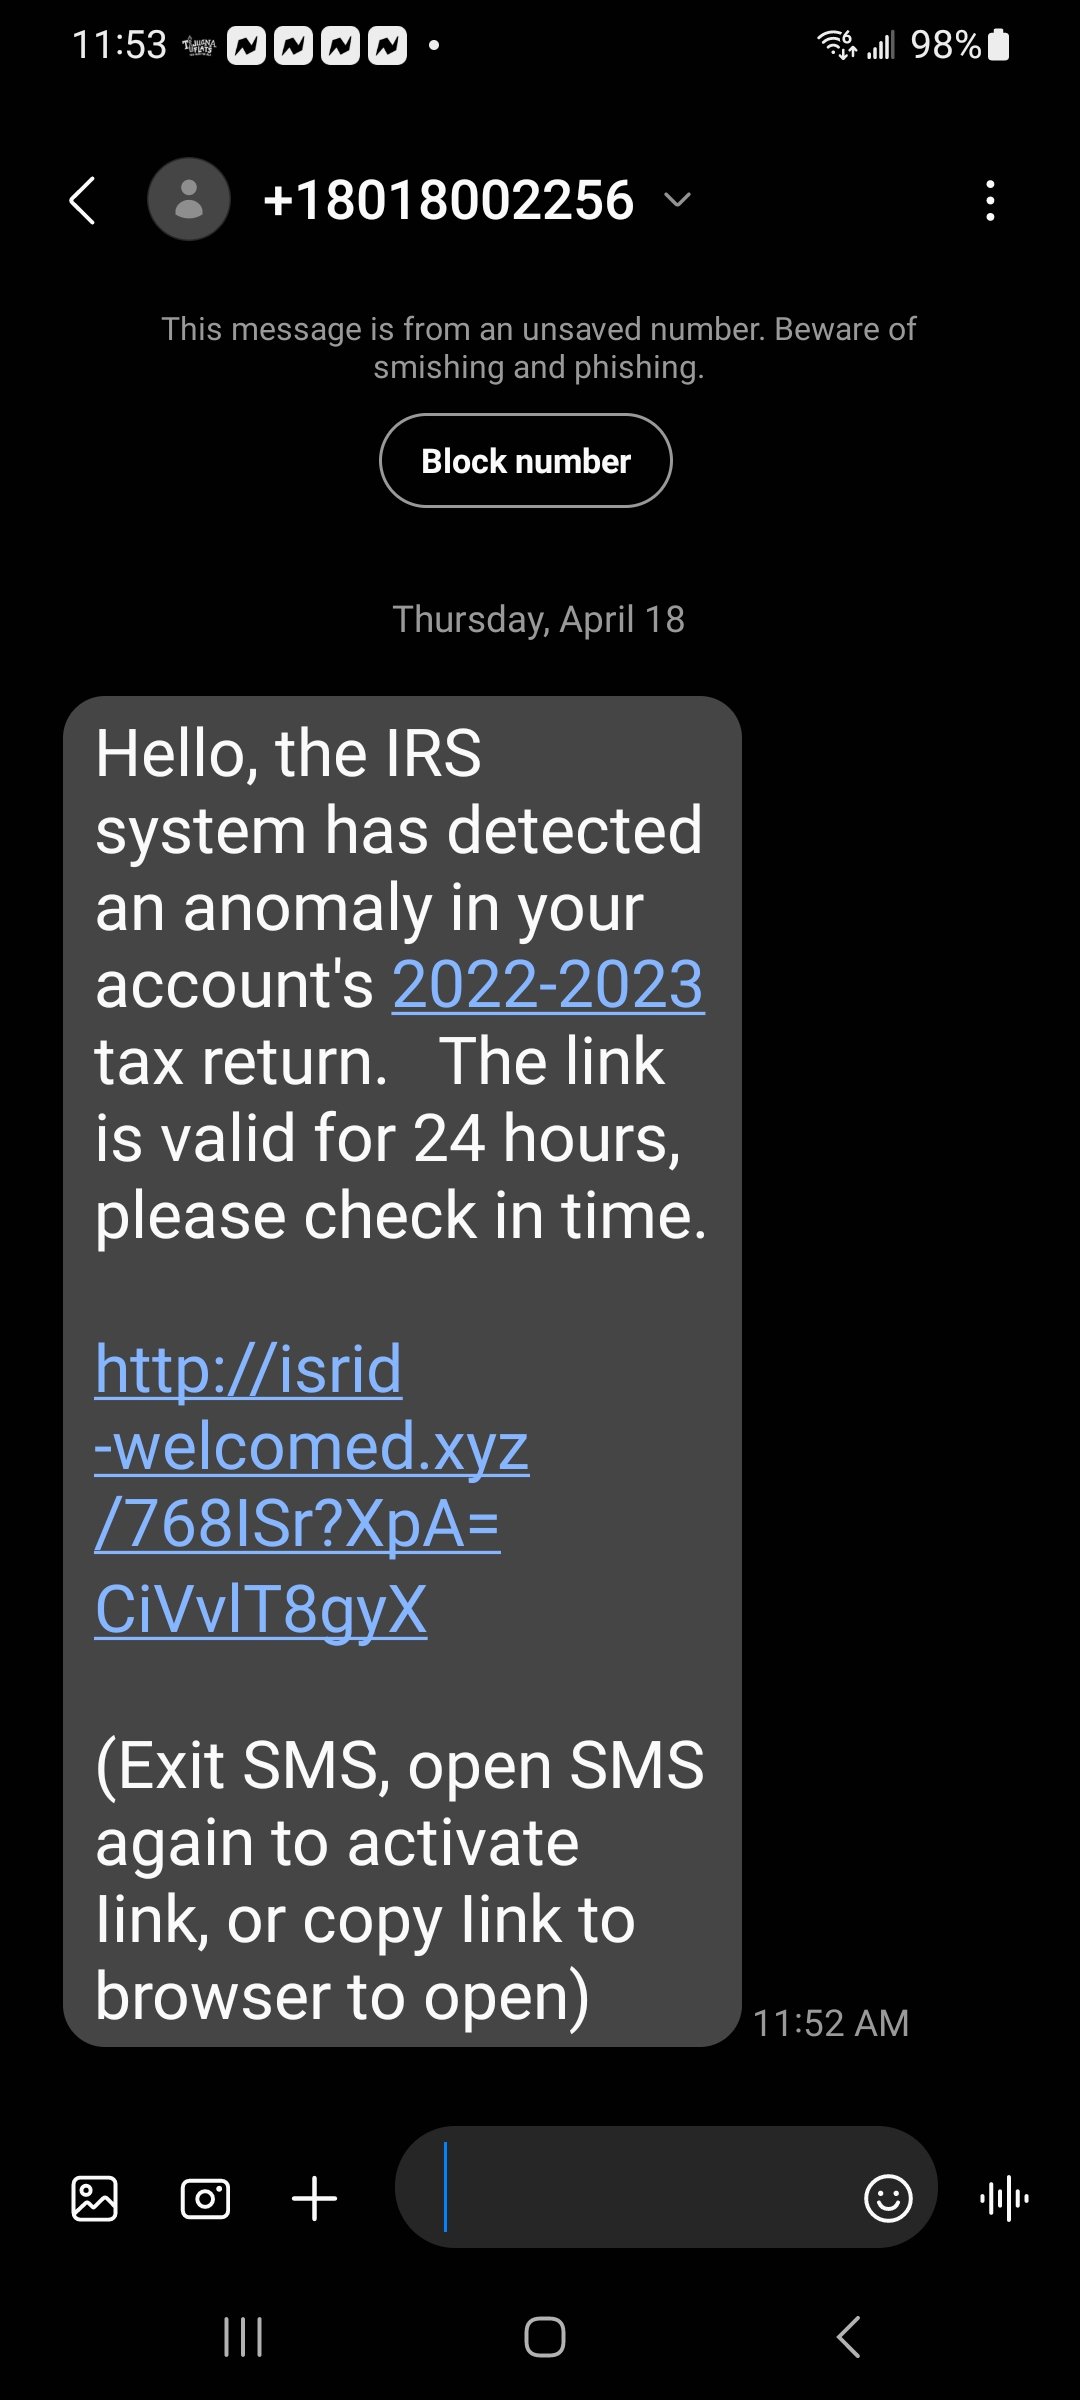 11:53
98%
+18018002256
This message is from an unsaved number. Beware of
smishing and phishing.
Block number
Thursday, April 18
Hello, the IRS
system has detected
an anomaly in your
account's 2022-2023
tax return.   The link
is valid for 24 hours,
please check in time.
http://isrid
-welcomed.xyz
/768ISr?XpA=
CiVvlT8gyX
(Exit SMS, open SMS
again to activate
link, or copy link to
browser to open)
11:52 AM